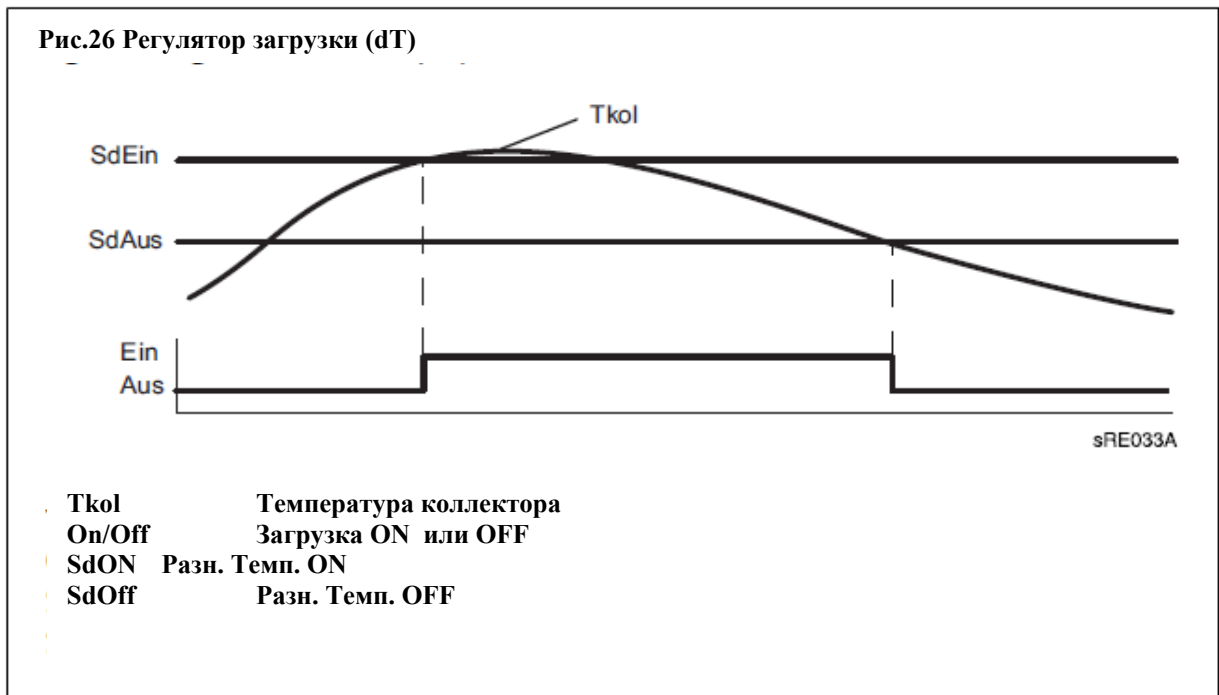 Рис.26 Регулятор загрузки (dT)
Tkol
SdEin
SdAus
Ein
Aus
sRE033A
Tkol Температура коллектора
On/Off Загрузка ON или OFF
SdON Разн. Темп. ON
SdOff Разн. Темп. OFF